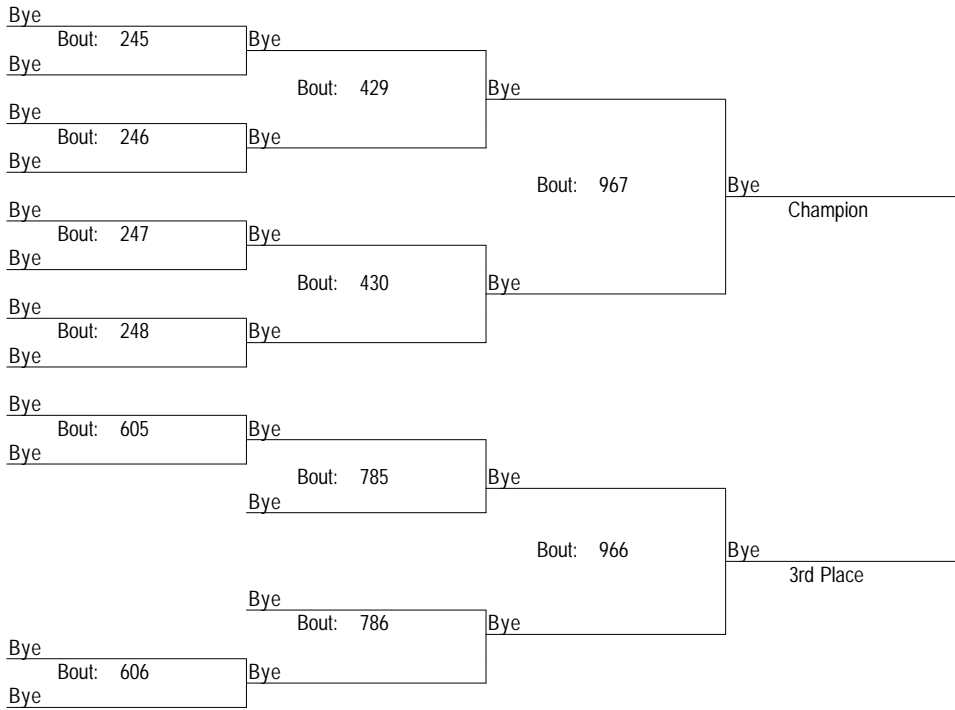 Bye
Bout: 245 Bye
Bye
Bout: 429 Bye
Bye
Bout: 246 Bye
Bye
Bout: 967 Bye
Champion
Bye
Bout: 247 Bye
Bye
Bout: 430 Bye
Bye
Bout: 248 Bye
Bye
Bye
Bout: 605 Bye
Bye
Bout: 785 Bye
Bye
Bout: 966 Bye
3rd Place
Bye
Bout: 786 Bye
Bye
Bout: 606 Bye
Bye